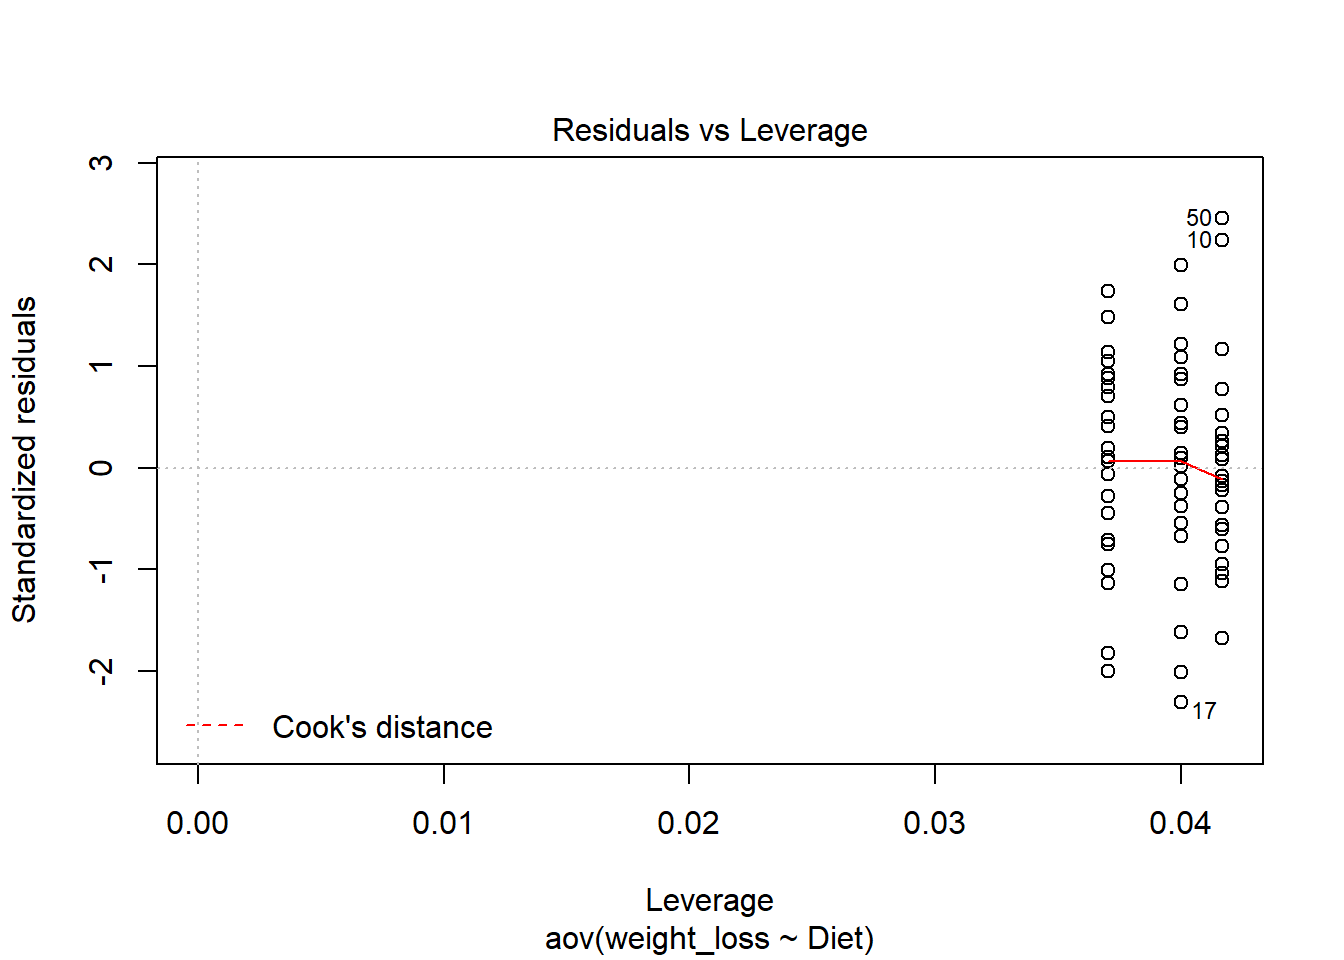 Residuals vs Leverage
Standardized residuals
3
2
1
0
-1
-2
50
10
17
Cook's distance
0.00 0.01 0.02 0.03 0.04
Leverage
aov(weight_loss ~ Diet)